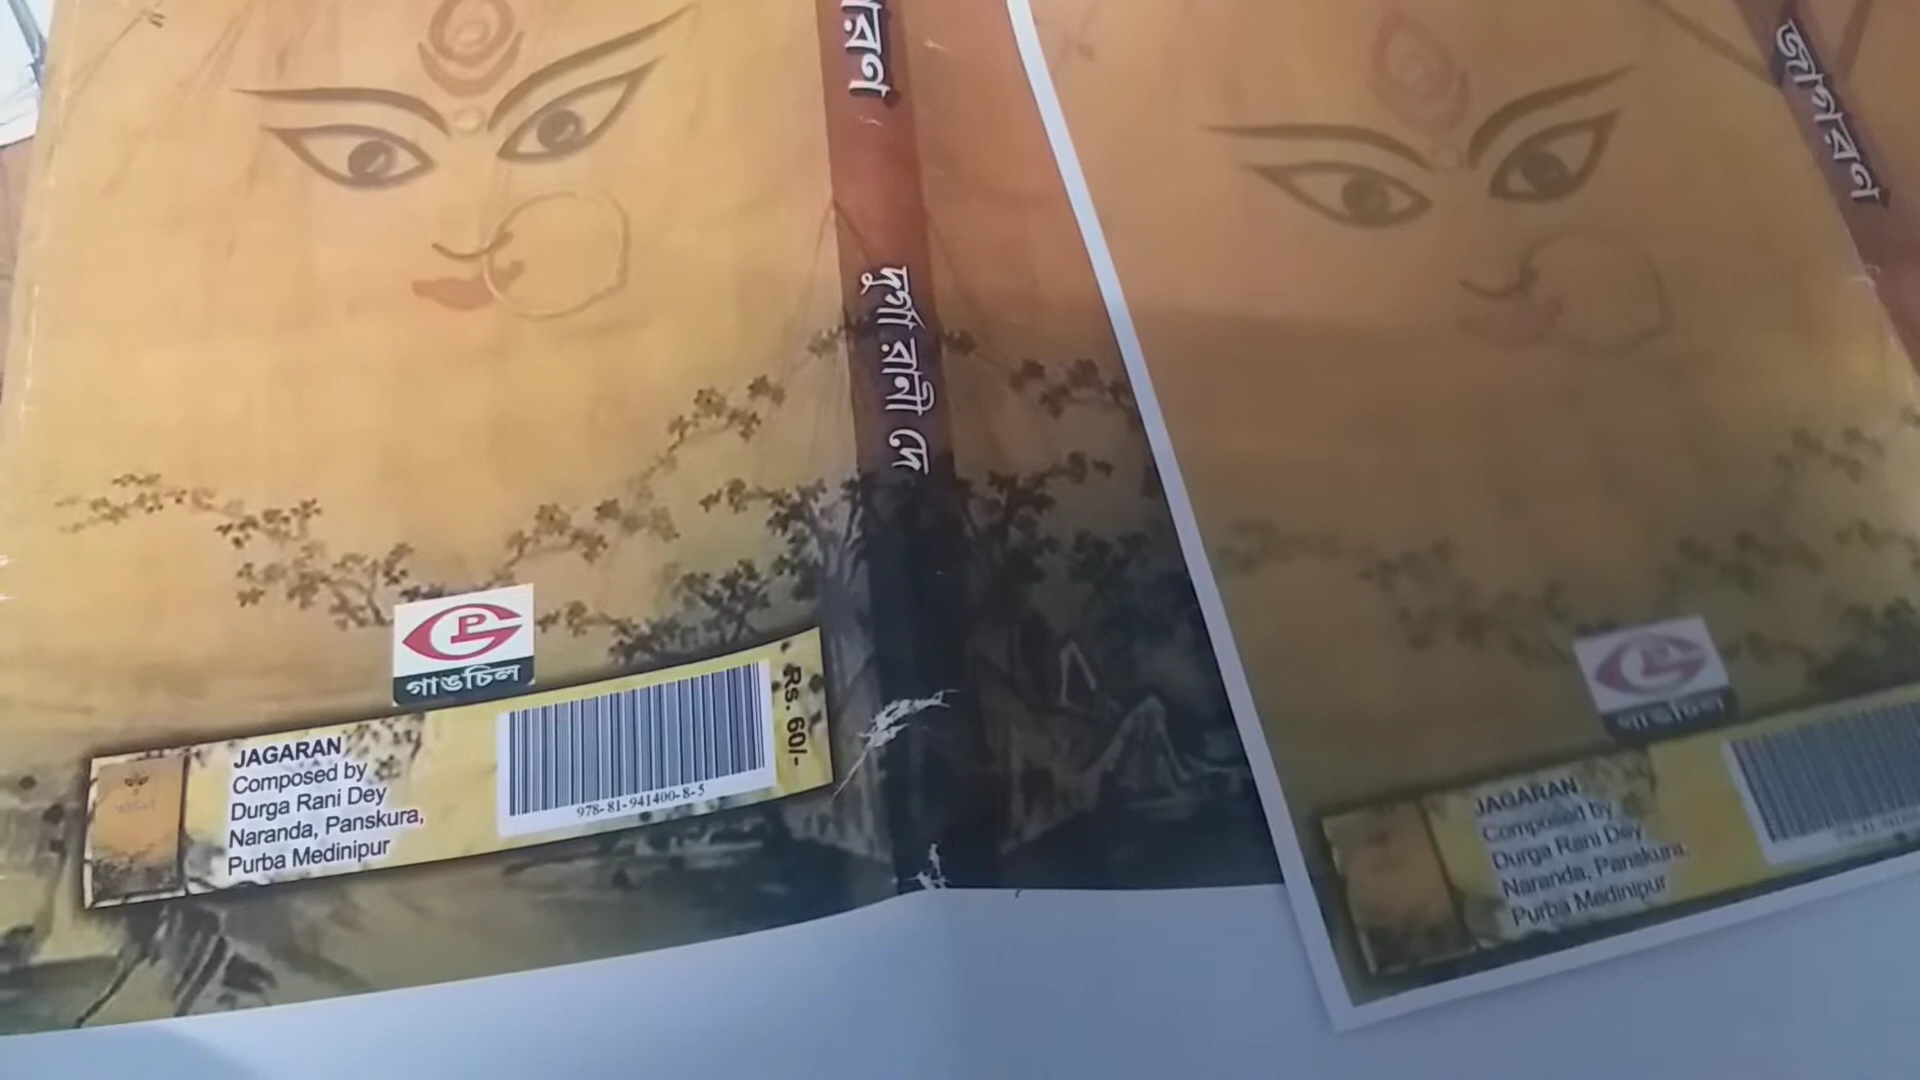 রণ
দুর্গা রানী দে
গাঙচিল
JAGARAN
Composed by
Durga Rani Dey
Naranda, Panskura,
Purba Medinipur
978-81-941400-8-5
Rs. 60/-
জাগরণ
গাঙচিল
JAGARAN
Composed by
Durga Rani Dey
Naranda, Panskura,
Purba Medinipur